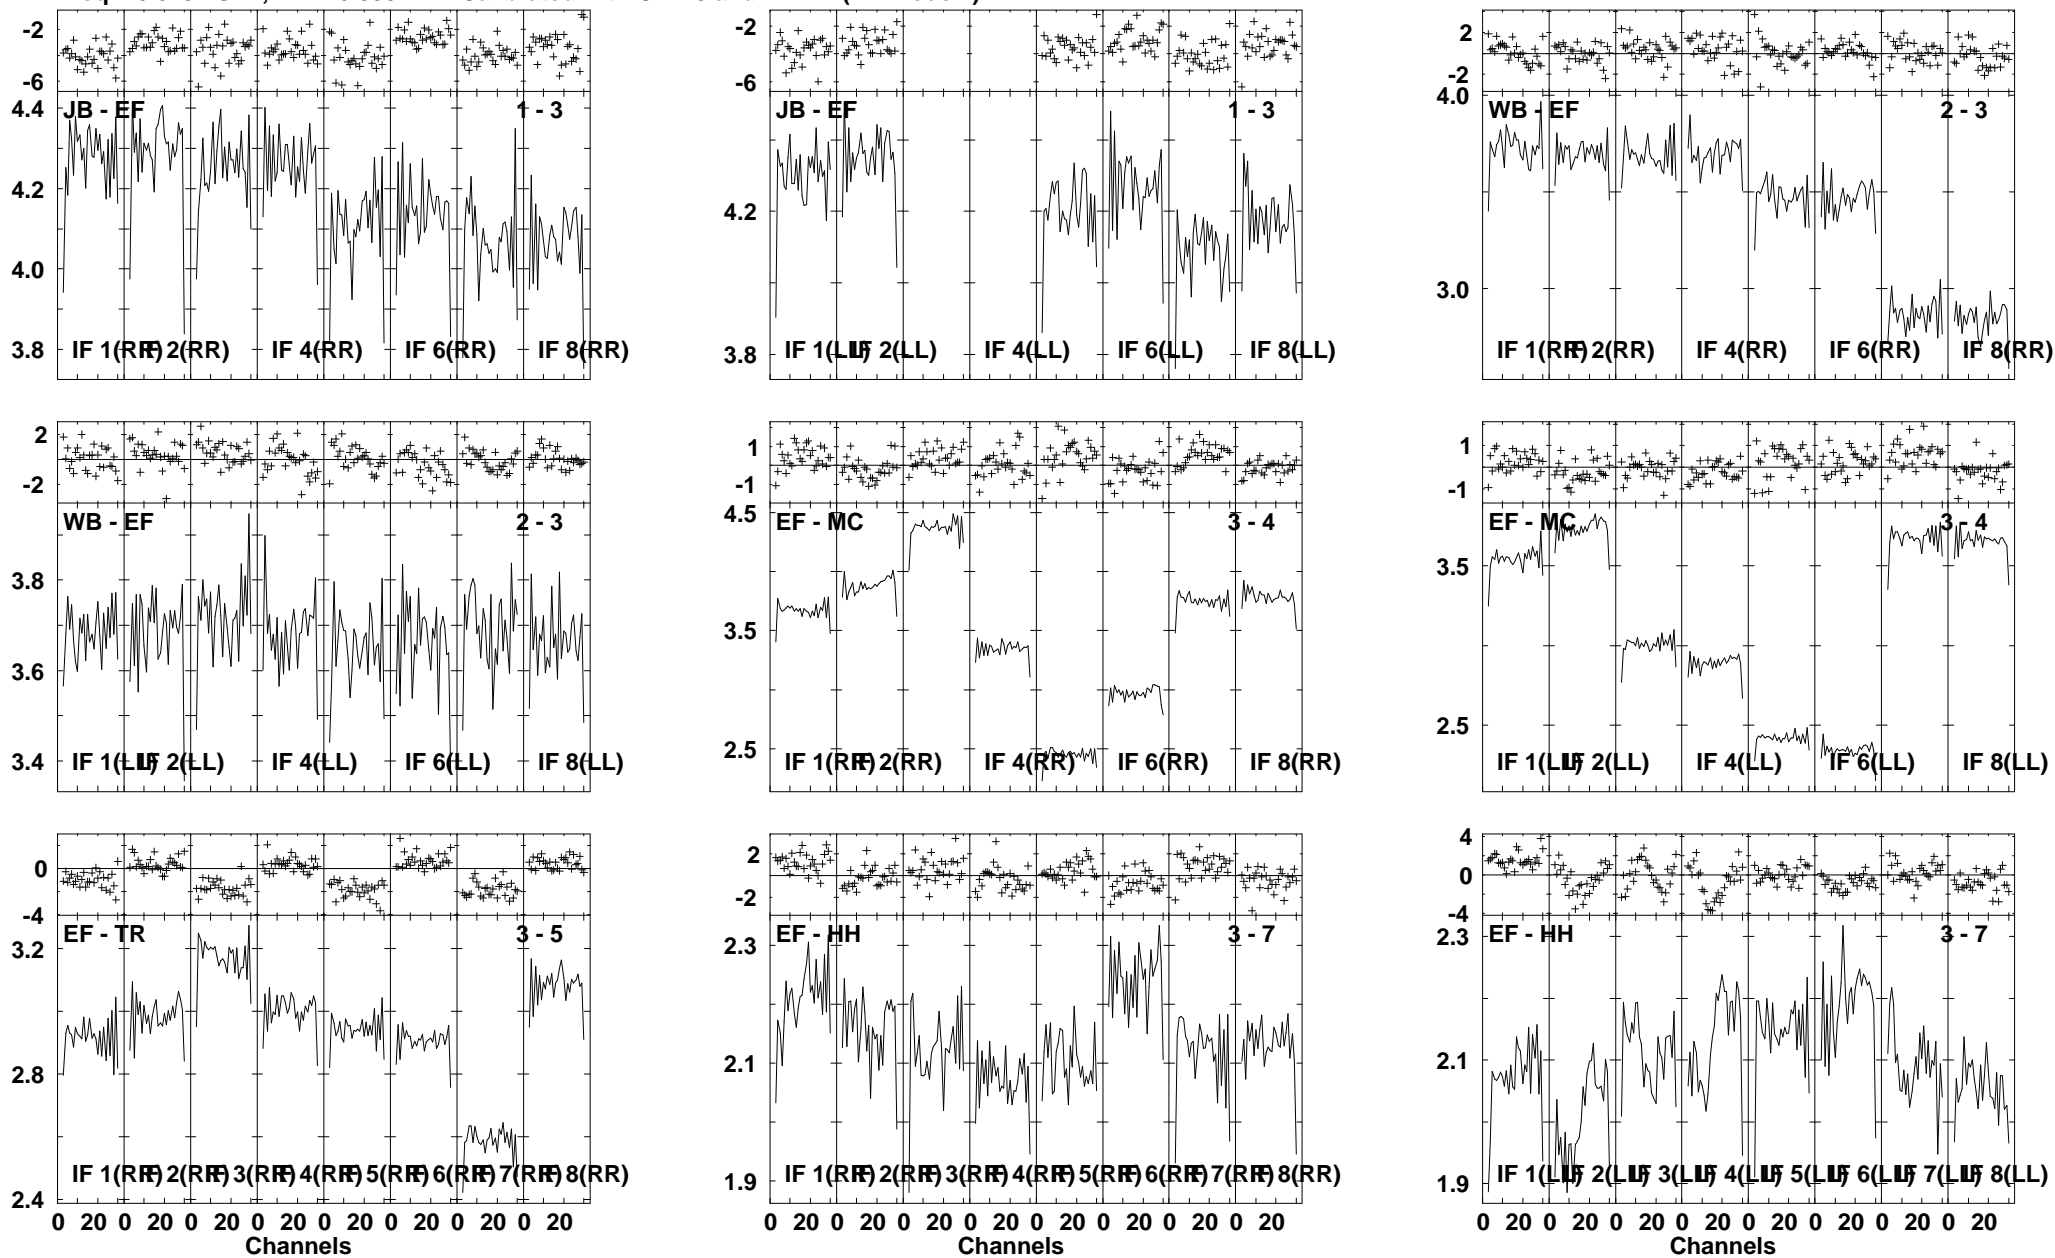 -2
-6
4.4
4.2
4.0
3.8
JB - EF 1 - 3
IF 1(RR) IF 2(RR) IF 4(RR) IF 6(RR) IF 8(RR)
-2
-6
4.2
3.8
JB - EF 1 - 3
IF 1(LL) IF 2(LL) IF 4(LL) IF 6(LL) IF 8(LL)
2
-2
4.0
3.0
WB - EF 2 - 3
IF 1(RR) IF 2(RR) IF 4(RR) IF 6(RR) IF 8(RR)
2
-2
3.8
3.6
3.4
WB - EF 2 - 3
IF 1(LL) IF 2(LL) IF 4(LL) IF 6(LL) IF 8(LL)
1
-1
4.5
3.5
2.5
EF - MC 3 - 4
IF 1(RR) IF 2(RR) IF 4(RR) IF 6(RR) IF 8(RR)
1
-1
3.5
2.5
EF - MC 3 - 4
IF 1(LL) IF 2(LL) IF 4(LL) IF 6(LL) IF 8(LL)
0
-4
3.2
2.8
2.4
EF - TR 3 - 5
IF 1(RR) IF 2(RR) IF 3(RR) IF 4(RR) IF 5(RR) IF 6(RR) IF 7(RR) IF 8(RR)
0 20 0 20 0 20 0 20 0 20 0 20 0 20 0 20
Channels
2
-2
2.3
2.1
1.9
EF - HH 3 - 7
IF 1(RR) IF 2(RR) IF 3(RR) IF 4(RR) IF 5(RR) IF 6(RR) IF 7(RR) IF 8(RR)
0 20 0 20 0 20 0 20 0 20 0 20 0 20 0 20
Channels
4
0
-4
2.3
2.1
1.9
EF - HH 3 - 7
IF 1(LL) IF 2(LL) IF 3(LL) IF 4(LL) IF 5(LL) IF 6(LL) IF 7(LL) IF 8(LL)
0 20 0 20 0 20 0 20 0 20 0 20 0 20 0 20
Channels